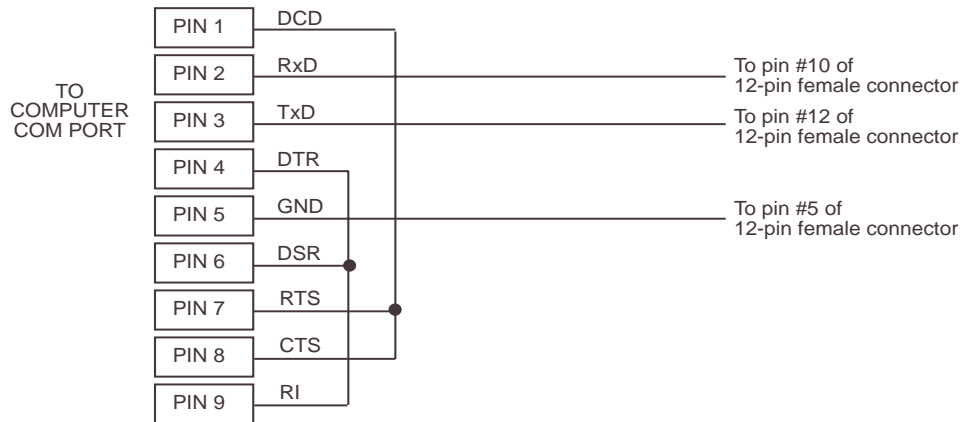 TO
COMPUTER
COM PORT
PIN 1 DCD
PIN 2 RxD
To pin #10 of
12-pin female connector
PIN 3 TxD
To pin #12 of
12-pin female connector
PIN 4 DTR
PIN 5 GND
To pin #5 of
12-pin female connector
PIN 6 DSR
PIN 7 RTS
PIN 8 CTS
PIN 9 RI